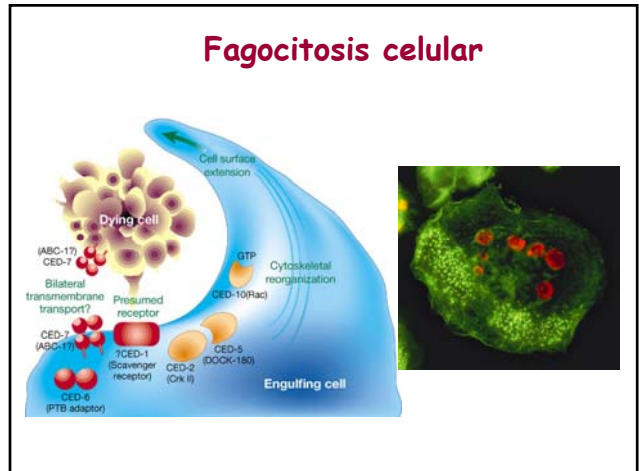 Fagocitosis celular
Cell surface
extension
Dying cell
(ABC-1?)
CED-7
GTP
Cytoskeletal
reorganization
CED-10(Rac)
Bilateral
transmembrane
transport?
Presumed
receptor
CED-7
(ABC-1?)
?CED-1
(Scavenger
receptor)
CED-5
(DOCK-180)
CED-2
(Crk II)
Engulfing cell
CED-6
(PTB adaptor)